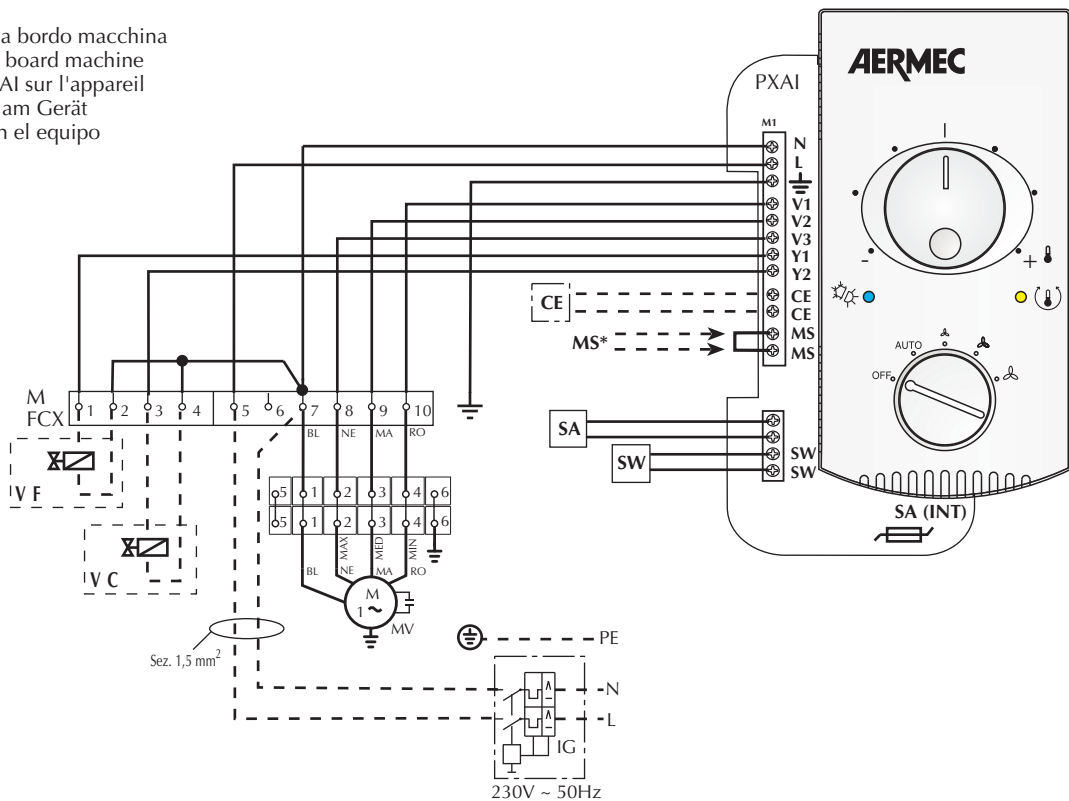 a bordo macchina
board machine
AI sur l'appareil
am Gerät
el equipo
AERMEC
PXAI
M1
N
L
V1
V2
V3
Y1
Y2
CE
CE
MS
MS
CE
MS*
- +
AUTO
OFF
SA
SW
SW
SW
SA (INT)
M
FCX
1 2 3 4 5 6 7 8 9 10
BL NE MA RO
V F
V C
5 1 2 3 4 6
5 1 2 3 4 6
MAX MED MIN
BL NE MA RO
M
1 ~
MV
Sez. 1,5 mm²
PE
N
L
IG
230V ~ 50Hz